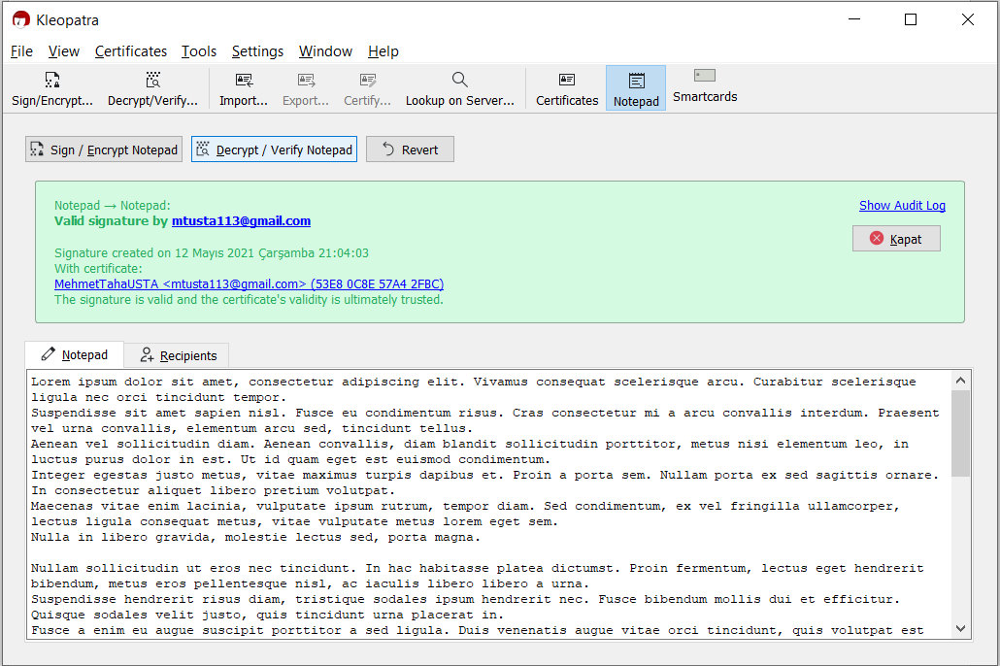 Kleopatra
File View Certificates Tools Settings Window Help
Sign/Encrypt... Decrypt/Verify... Import... Export... Certify... Lookup on Server... Certificates Notepad Smartcards
Sign / Encrypt Notepad Decrypt / Verify Notepad Revert
Notepad → Notepad: Show Audit Log
Valid signature by mtusta113@gmail.com
Kapat
Signature created on 12 Mayıs 2021 Çarşamba 21:04:03
With certificate:
MehmetTahaUSTA <mtusta113@gmail.com> (53E8 0C8E 57A4 2FBC)
The signature is valid and the certificate's validity is ultimately trusted.
Notepad Recipients
Lorem ipsum dolor sit amet, consectetur adipiscing elit. Vivamus consequat scelerisque arcu. Curabitur scelerisque
ligula nec orci tincidunt tempor.
Suspendisse sit amet sapien nisl. Fusce eu condimentum risus. Cras consectetur mi a arcu convallis interdum. Praesent
vel urna convallis, elementum arcu sed, tincidunt tellus.
Aenean vel sollicitudin diam. Aenean convallis, diam blandit sollicitudin porttitor, metus nisi elementum leo, in
luctus purus dolor in est. Ut id quam eget est euismod condimentum.
Integer egestas justo metus, vitae maximus turpis dapibus et. Proin a porta sem. Nullam porta ex sed sagittis ornare.
In consectetur aliquet libero pretium volutpat.
Maecenas vitae enim lacinia, vulputate ipsum rutrum, tempor diam. Sed condimentum, ex vel fringilla ullamcorper,
lectus ligula consequat metus, vitae vulputate metus lorem eget sem.
Nulla in libero gravida, molestie lectus sed, porta magna.
Nullam sollicitudin ut eros nec tincidunt. In hac habitasse platea dictumst. Proin fermentum, lectus eget hendrerit
bibendum, metus eros pellentesque nisl, ac iaculis libero libero a urna.
Suspendisse hendrerit risus diam, tristique sodales ipsum hendrerit nec. Fusce bibendum mollis dui et efficitur.
Quisque sodales velit justo, quis tincidunt urna placerat in.
Fusce a enim eu augue suscipit porttitor a sed ligula. Duis venenatis augue vitae orci tincidunt, quis volutpat est